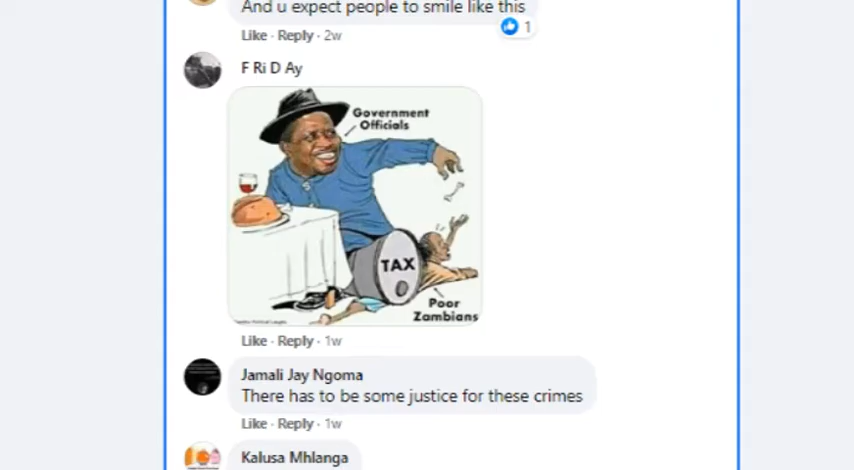 And u expect people to smile like this
Like · Reply · 2w
1
F Ri D Ay
Government
Officials
TAX
Poor
Zambians
Like · Reply · 1w
Jamali Jay Ngoma
There has to be some justice for these crimes
Like · Reply · 1w
Kalusa Mhlanga